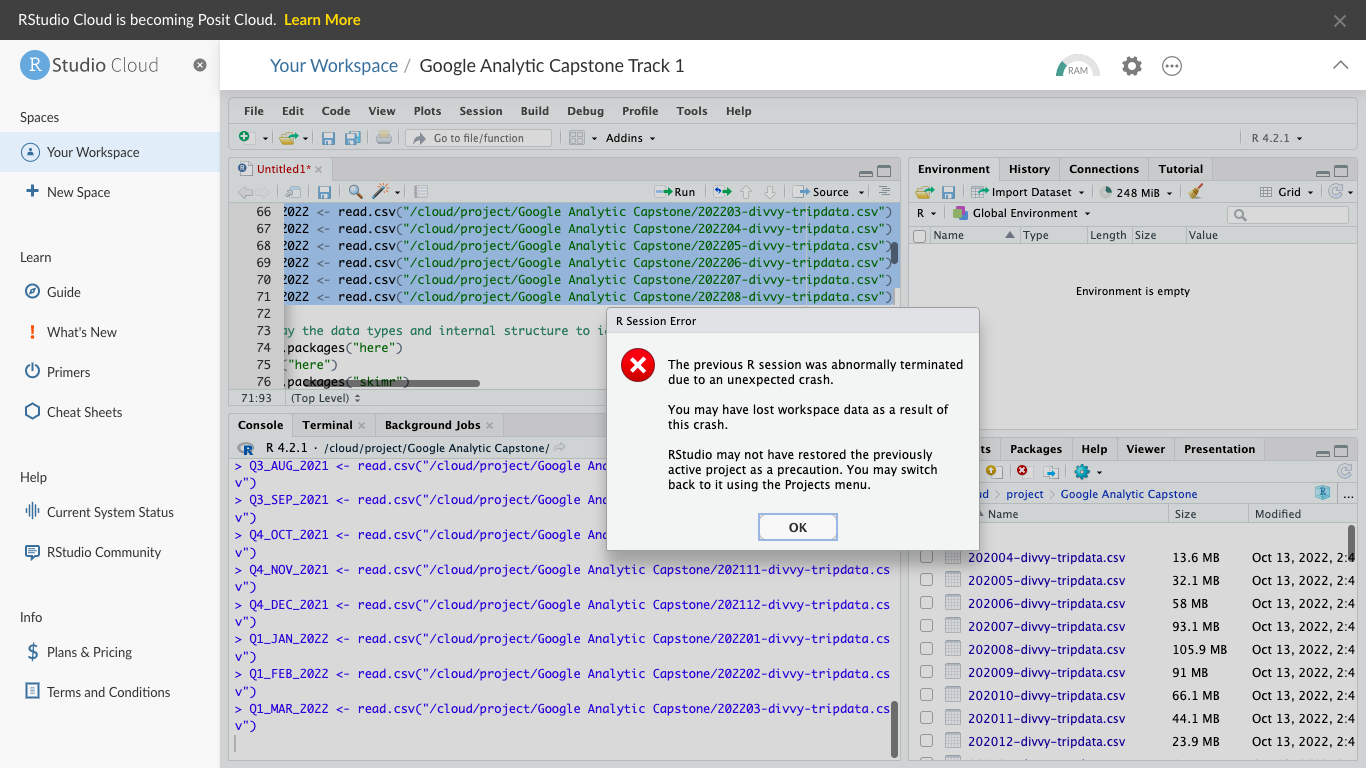 RStudio Cloud is becoming Posit Cloud. Learn More
R Studio Cloud
Your Workspace / Google Analytic Capstone Track 1
RAM
Spaces
Your Workspace
New Space
Learn
Guide
What's New
Primers
Cheat Sheets
Help
Current System Status
RStudio Community
Info
Plans & Pricing
Terms and Conditions
File Edit Code View Plots Session Build Debug Profile Tools Help
Go to file/function
Addins
R 4.2.1
Untitled1*
Run
Source
66 2022 <- read.csv("/cloud/project/Google Analytic Capstone/202203-divvy-tripdata.csv")
67 2022 <- read.csv("/cloud/project/Google Analytic Capstone/202204-divvy-tripdata.csv")
68 2022 <- read.csv("/cloud/project/Google Analytic Capstone/202205-divvy-tripdata.csv")
69 2022 <- read.csv("/cloud/project/Google Analytic Capstone/202206-divvy-tripdata.csv")
70 2022 <- read.csv("/cloud/project/Google Analytic Capstone/202207-divvy-tripdata.csv")
71 2022 <- read.csv("/cloud/project/Google Analytic Capstone/202208-divvy-tripdata.csv")
72
73 ay the data types and internal structure to
74 .packages("here")
75 ("here")
76 .packages("skimr")
71:93 (Top Level)
Console Terminal Background Jobs
R 4.2.1 · /cloud/project/Google Analytic Capstone/
> Q3_AUG_2021 <- read.csv("/cloud/project/Google An
v")
> Q3_SEP_2021 <- read.csv("/cloud/project/Google An
v")
> Q4_OCT_2021 <- read.csv("/cloud/project/Google An
v")
> Q4_NOV_2021 <- read.csv("/cloud/project/Google Analytic Capstone/202111-divvy-tripdata.cs
v")
> Q4_DEC_2021 <- read.csv("/cloud/project/Google Analytic Capstone/202112-divvy-tripdata.cs
v")
> Q1_JAN_2022 <- read.csv("/cloud/project/Google Analytic Capstone/202201-divvy-tripdata.cs
v")
> Q1_FEB_2022 <- read.csv("/cloud/project/Google Analytic Capstone/202202-divvy-tripdata.cs
v")
> Q1_MAR_2022 <- read.csv("/cloud/project/Google Analytic Capstone/202203-divvy-tripdata.cs
v")
R Session Error
The previous R session was abnormally terminated
due to an unexpected crash.
You may have lost workspace data as a result of
this crash.
RStudio may not have restored the previously
active project as a precaution. You may switch
back to it using the Projects menu.
OK
Environment History Connections Tutorial
Import Dataset 248 MiB Grid
R Global Environment
Name Type Length Size Value
Environment is empty
ts Packages Help Viewer Presentation
ud project Google Analytic Capstone ...
Name Size Modified
202004-divvy-tripdata.csv 13.6 MB Oct 13, 2022, 2:4
202005-divvy-tripdata.csv 32.1 MB Oct 13, 2022, 2:4
202006-divvy-tripdata.csv 58 MB Oct 13, 2022, 2:4
202007-divvy-tripdata.csv 93.1 MB Oct 13, 2022, 2:4
202008-divvy-tripdata.csv 105.9 MB Oct 13, 2022, 2:4
202009-divvy-tripdata.csv 91 MB Oct 13, 2022, 2:4
202010-divvy-tripdata.csv 66.1 MB Oct 13, 2022, 2:4
202011-divvy-tripdata.csv 44.1 MB Oct 13, 2022, 2:4
202012-divvy-tripdata.csv 23.9 MB Oct 13, 2022, 2:4